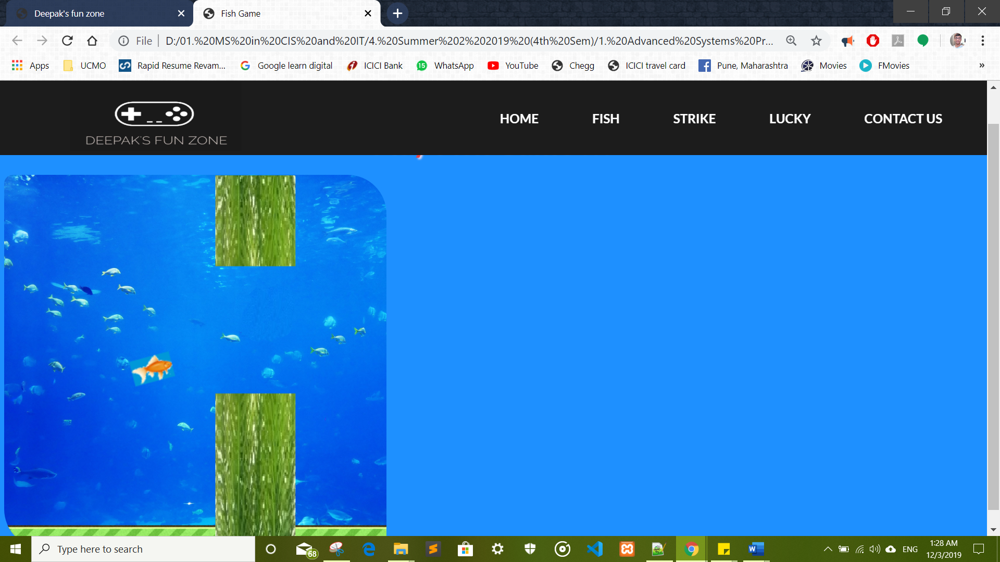 Deepak's fun zone
Fish Game
File
D:/01.%20MS%20in%20CIS%20and%20IT/4.%20Summer%202%202019%20(4th%20Sem)/1.%20Advanced%20Systems%20Pr...
Apps
UCMO
Rapid Resume Revam...
Google learn digital
ICICI Bank
15
WhatsApp
YouTube
Chegg
ICICI travel card
Pune, Maharashtra
Movies
FMovies
»
DEEPAK'S FUN ZONE
HOME
FISH
STRIKE
LUCKY
CONTACT US
Type here to search
68
ENG
1:28 AM
12/3/2019